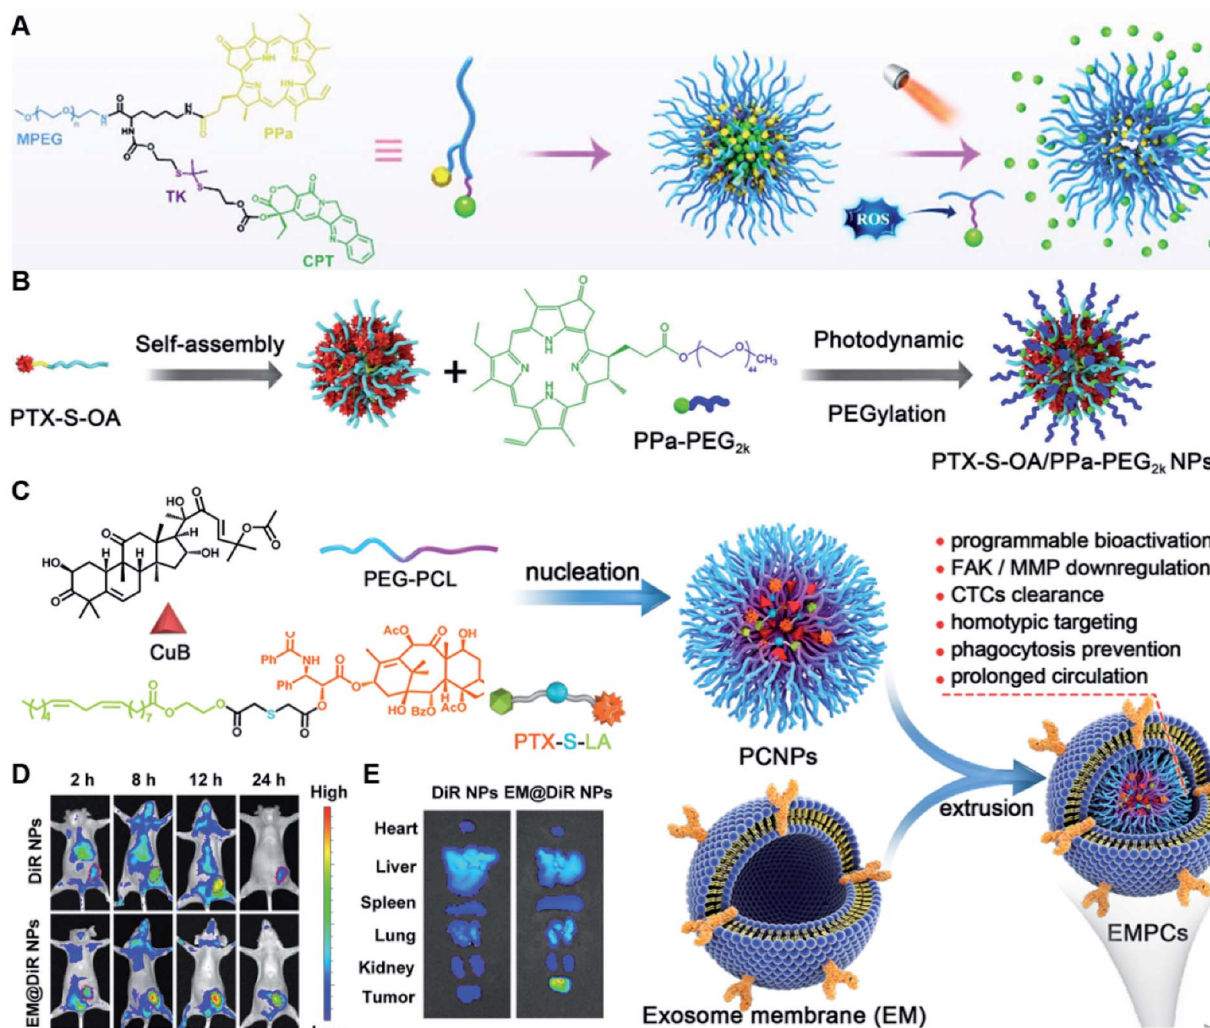 A
MPEG
PPa
TK
CPT
ROS
B
PTX-S-OA
Self-assembly
+
PPa-PEG2k
Photodynamic
PEGylation
PTX-S-OA/PPa-PEG2k NPs
C
CuB
PEG-PCL
nucleation
PTX-S-LA
PCNPs
• programmable bioactivation
• FAK / MMP downregulation
• CTCs clearance
• homotypic targeting
• phagocytosis prevention
• prolonged circulation
extrusion
Exosome membrane (EM)
EMPCs
D
2 h 8 h 12 h 24 h
High
DiR NPs
EM@DiR NPs
E
DiR NPs EM@DiR NPs
Heart
Liver
Spleen
Lung
Kidney
Tumor